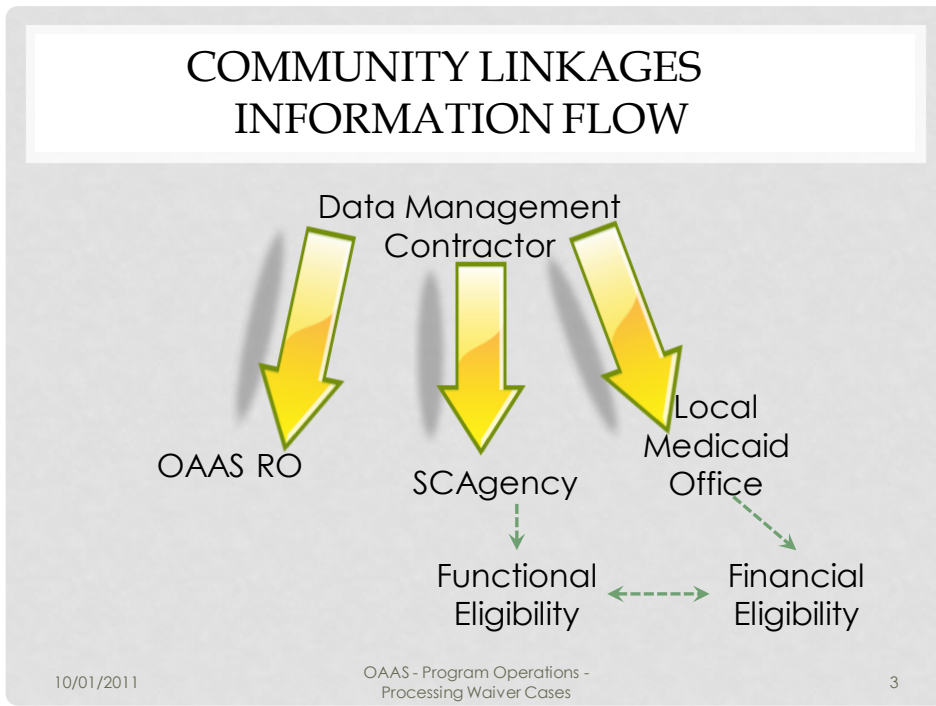 COMMUNITY LINKAGES
INFORMATION FLOW
Data Management
Contractor
OAAS RO
SCAgency
Local
Medicaid
Office
Functional
Eligibility
Financial
Eligibility
10/01/2011
OAAS - Program Operations -
Processing Waiver Cases
3